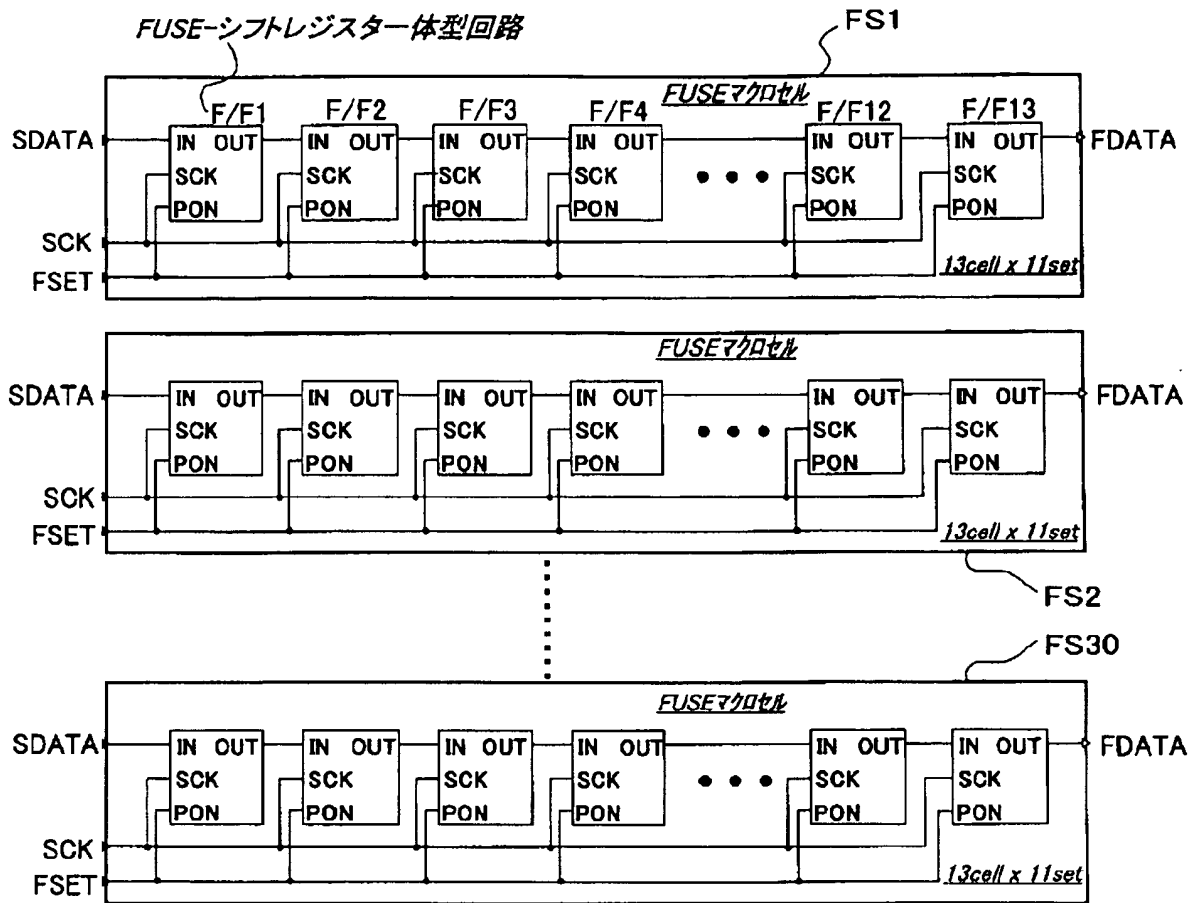 FUSE-シフトレジスター体型回路
FS1
FUSEマクロセル
F/F1 F/F2 F/F3 F/F4 F/F12 F/F13
SDATA IN OUT IN OUT IN OUT IN OUT IN OUT IN OUT FDATA
SCK SCK SCK SCK SCK SCK
PON PON PON PON PON PON
SCK
FSET
13cell x 11set
FUSEマクロセル
SDATA IN OUT IN OUT IN OUT IN OUT IN OUT IN OUT FDATA
SCK SCK SCK SCK SCK SCK
PON PON PON PON PON PON
SCK
FSET
13cell x 11set
FS2
FS30
FUSEマクロセル
SDATA IN OUT IN OUT IN OUT IN OUT IN OUT IN OUT FDATA
SCK SCK SCK SCK SCK SCK
PON PON PON PON PON PON
SCK
FSET
13cell x 11set